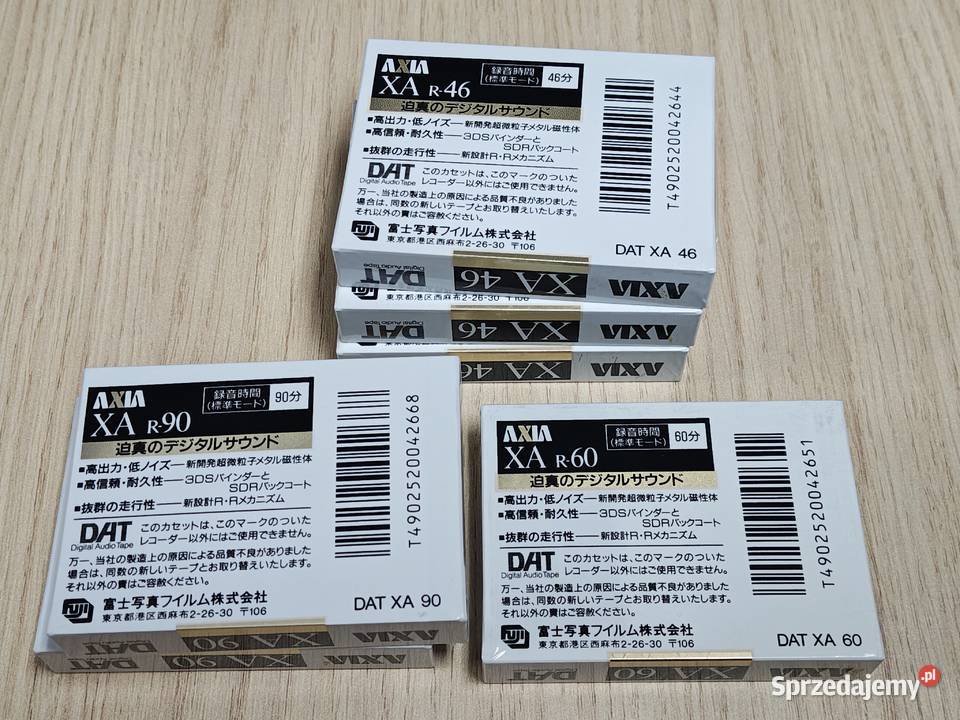 AXIA
XA R-46
録音時間
(標準モード)
46分
迫真のデジタルサウンド
■高出力・低ノイズ──新開発超微粒子メタル磁性体
■高信頼・耐久性──3DSバインダーと
SDRバックコート
■抜群の走行性──新設計R・Rメカニズム
DAT
Digital Audio Tape
このカセットは、このマークのついた
レコーダー以外にはご使用できません。
万一、当社の製造上の原因による品質不良がありました
場合は、同数の新しいテープとお取り替えいたします。
それ以外の責はご容赦ください。
FUJI
富士写真フイルム株式会社
東京都港区西麻布2-26-30 〒106
T4902520042644
DAT XA 46
DAT
Digital Audio Tape
XA 46
AXIA
東京都港区西麻布2-26-30 〒106
DAT
Digital Audio Tape
XA 46
AXIA
XA 46
AXIA
AXIA
XA R-90
録音時間
(標準モード)
90分
迫真のデジタルサウンド
■高出力・低ノイズ──新開発超微粒子メタル磁性体
■高信頼・耐久性──3DSバインダーと
SDRバックコート
■抜群の走行性──新設計R・Rメカニズム
DAT
Digital Audio Tape
このカセットは、このマークのついた
レコーダー以外にはご使用できません。
万一、当社の製造上の原因による品質不良がありました
場合は、同数の新しいテープとお取り替えいたします。
それ以外の責はご容赦ください。
FUJI
富士写真フイルム株式会社
東京都港区西麻布2-26-30 〒106
T4902520042668
DAT XA 90
XA 90
AXIA
DAT
XA 90
AXIA
AXIA
XA R-60
録音時間
(標準モード)
60分
迫真のデジタルサウンド
■高出力・低ノイズ──新開発超微粒子メタル磁性体
■高信頼・耐久性──3DSバインダーと
SDRバックコート
■抜群の走行性──新設計R・Rメカニズム
DAT
Digital Audio Tape
このカセットは、このマークのついた
レコーダー以外にはご使用できません。
万一、当社の製造上の原因による品質不良がありました
場合は、同数の新しいテープとお取り替えいたします。
それ以外の責はご容赦ください。
FUJI
富士写真フイルム株式会社
東京都港区西麻布2-26-30 〒106
T4902520042651
DAT XA 60
DAT
XA 60
AXIA
Sprzedajemy.pl